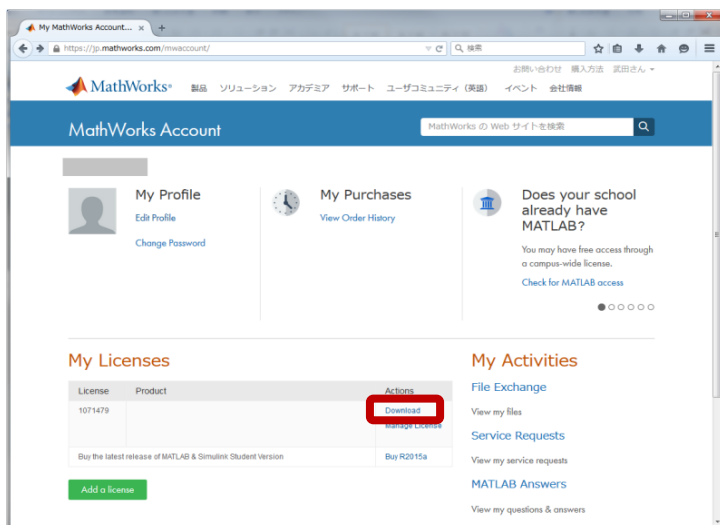 My MathWorks Account...
https://jp.mathworks.com/mwaccount/
検索
お問い合わせ 購入方法 武田さん
MathWorks®
製品 ソリューション アカデミア サポート ユーザコミュニティ (英語) イベント 会社情報
MathWorks Account
MathWorks の Web サイトを検索
My Profile
Edit Profile
Change Password
My Purchases
View Order History
Does your school
already have
MATLAB?
You may have free access through
a campus-wide license.
Check for MATLAB access
My Licenses
License Product Actions
1071479 Download
Manage License
Buy the latest release of MATLAB & Simulink Student Version Buy R2015a
Add a license
My Activities
File Exchange
View my files
Service Requests
View my service requests
MATLAB Answers
View my questions & answers